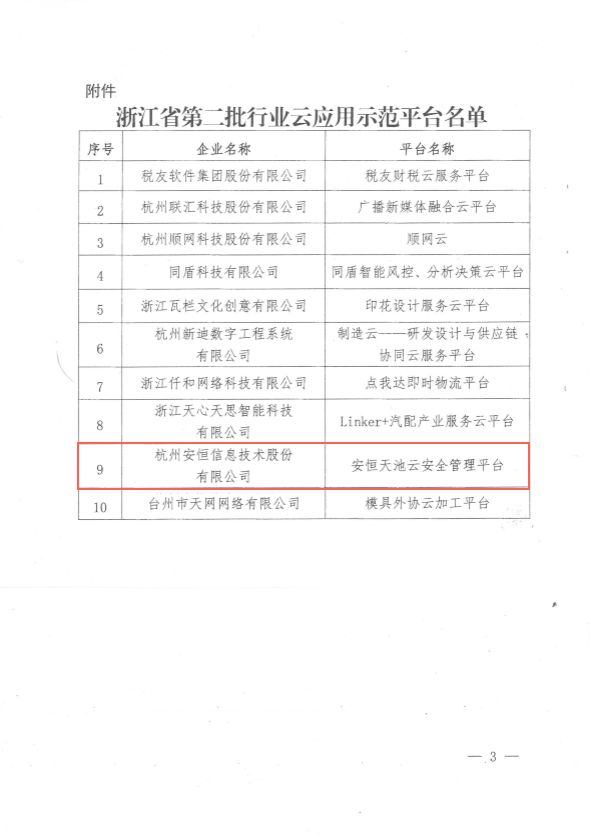 附件
浙江省第二批行业云应用示范平台名单
序号 企业名称 平台名称
1 税友软件集团股份有限公司 税友财税云服务平台
2 杭州联汇科技股份有限公司 广播新媒体融合云平台
3 杭州顺网科技股份有限公司 顺网云
4 同盾科技有限公司 同盾智能风控、分析决策云平台
5 浙江瓦栏文化创意有限公司 印花设计服务云平台
6 杭州新迪数字工程系统 制造云——研发设计与供应链
有限公司 协同云服务平台
7 浙江仟和网络科技有限公司 点我达即时物流平台
8 浙江天心天思智能科技 Linker+汽配产业服务云平台
有限公司
9 杭州安恒信息技术股份 安恒天池云安全管理平台
有限公司
10 台州市天网网络有限公司 模具外协云加工平台
— 3 —